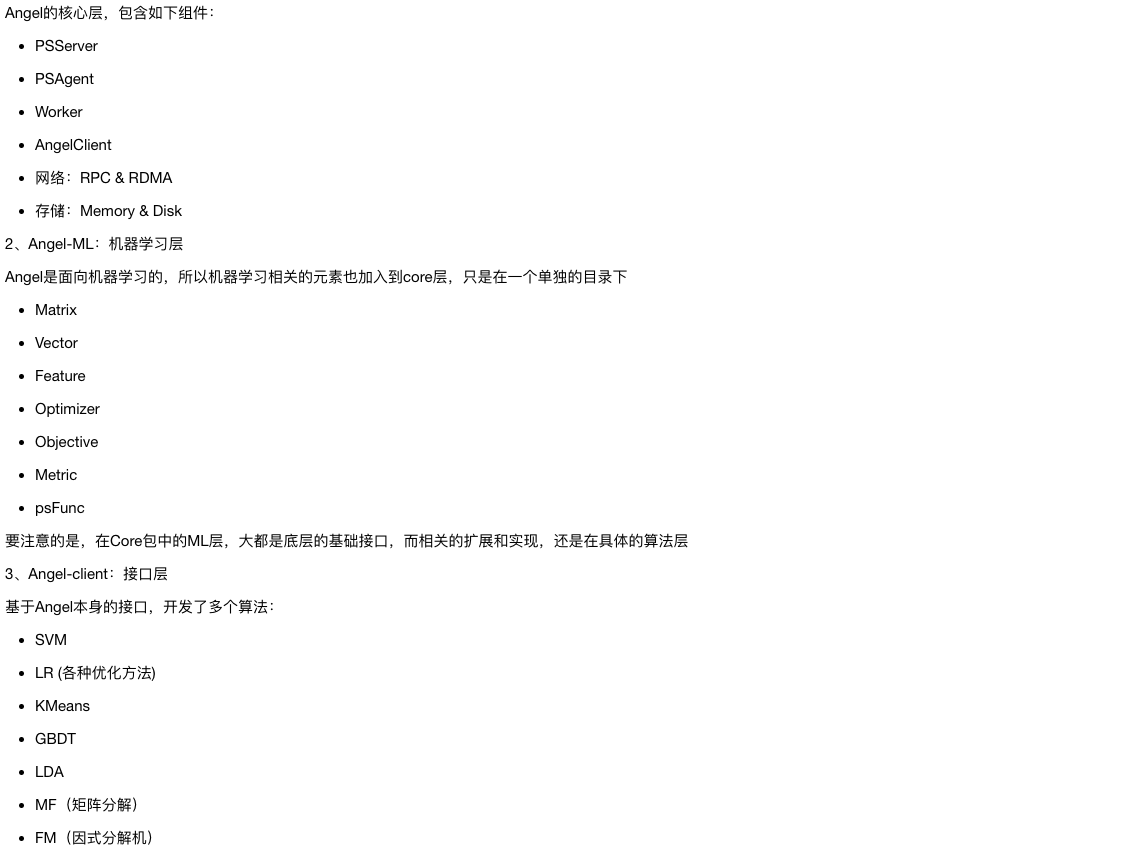 Angel的核心层，包含如下组件：
• PSServer
• PSAgent
• Worker
• AngelClient
• 网络：RPC & RDMA
• 存储：Memory & Disk
2、Angel-ML：机器学习层
Angel是面向机器学习的，所以机器学习相关的元素也加入到core层，只是在一个单独的目录下
• Matrix
• Vector
• Feature
• Optimizer
• Objective
• Metric
• psFunc
要注意的是，在Core包中的ML层，大都是底层的基础接口，而相关的扩展和实现，还是在具体的算法层
3、Angel-client：接口层
基于Angel本身的接口，开发了多个算法：
• SVM
• LR (各种优化方法)
• KMeans
• GBDT
• LDA
• MF（矩阵分解）
• FM（因式分解机）